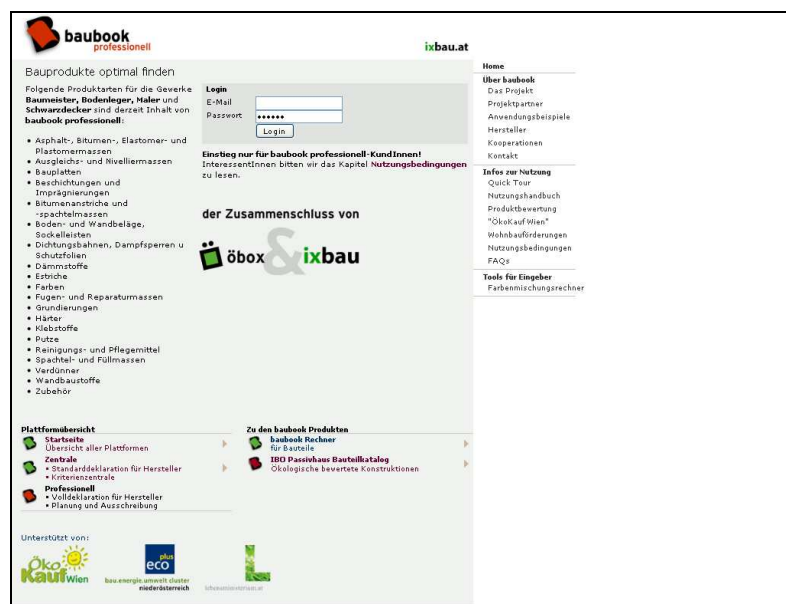 baubook
professionell
ixbau.at
Bauprodukte optimal finden
Folgende Produktarten für die Gewerke
Baumeister, Bodenleger, Maler und
Schwarzdecker sind derzeit Inhalt von
baubook professionell:
• Asphalt-, Bitumen-, Elastomer- und
Plastomermassen
• Ausgleichs- und Nivelliermassen
• Bauplatten
• Beschichtungen und
Imprägnierungen
• Bitumenanstriche und
-spachtelmassen
• Boden- und Wandbeläge,
Sockelleisten
• Dichtungsbahnen, Dampfsperren u
Schutzfolien
• Dämmstoffe
• Estriche
• Farben
• Fugen- und Reparaturmassen
• Grundierungen
• Härter
• Klebstoffe
• Putze
• Reinigungs- und Pflegemittel
• Spachtel- und Füllmassen
• Verdünner
• Wandbaustoffe
• Zubehör
Login
E-Mail
Passwort ••••••
Login
Einstieg nur für baubook professionell-KundInnen!
InteressentInnen bitten wir das Kapitel Nutzungsbedingungen
zu lesen.
der Zusammenschluss von
öbox & ixbau
Home
Über baubook
Das Projekt
Projektpartner
Anwendungsbeispiele
Hersteller
Kooperationen
Kontakt
Infos zur Nutzung
Quick Tour
Nutzungshandbuch
Produktbewertung
"ÖkoKauf Wien"
Wohnbauförderungen
Nutzungsbedingungen
FAQs
Tools für Eingeber
Farbenmischungsrechner
Plattformübersicht
Startseite
Übersicht aller Plattformen
Zentrale
• Standarddeklaration für Hersteller
• Kriterienzentrale
Professionell
• Volldeklaration für Hersteller
• Planung und Ausschreibung
Zu den baubook Produkten
baubook Rechner
für Bauteile
IBO Passivhaus Bauteilkatalog
Ökologische bewertete Konstruktionen
Unterstützt von:
Öko
Kauf Wien
plus
eco
bau.energie.umwelt cluster
niederösterreich